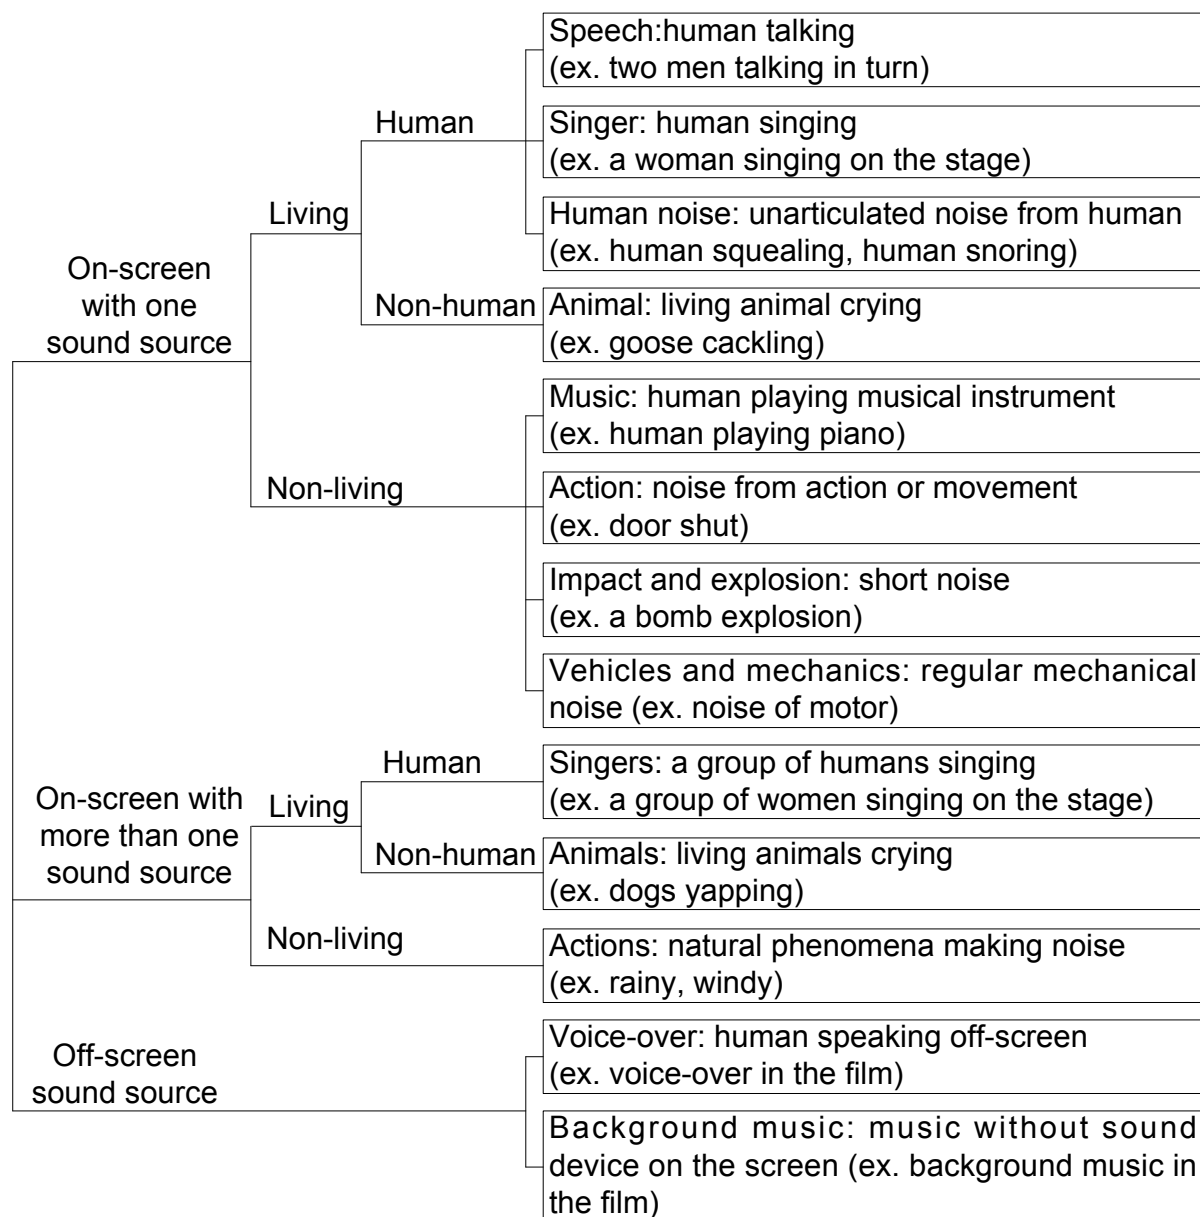 Speech:human talking
(ex. two men talking in turn)
Human
Singer: human singing
(ex. a woman singing on the stage)
Living
Human noise: unarticulated noise from human
(ex. human squealing, human snoring)
On-screen
with one
sound source
Non-human
Animal: living animal crying
(ex. goose cackling)
Music: human playing musical instrument
(ex. human playing piano)
Non-living
Action: noise from action or movement
(ex. door shut)
Impact and explosion: short noise
(ex. a bomb explosion)
Vehicles and mechanics: regular mechanical
noise (ex. noise of motor)
On-screen with
more than one
sound source
Living
Human
Singers: a group of humans singing
(ex. a group of women singing on the stage)
Non-human
Animals: living animals crying
(ex. dogs yapping)
Non-living
Actions: natural phenomena making noise
(ex. rainy, windy)
Off-screen
sound source
Voice-over: human speaking off-screen
(ex. voice-over in the film)
Background music: music without sound
device on the screen (ex. background music in
the film)